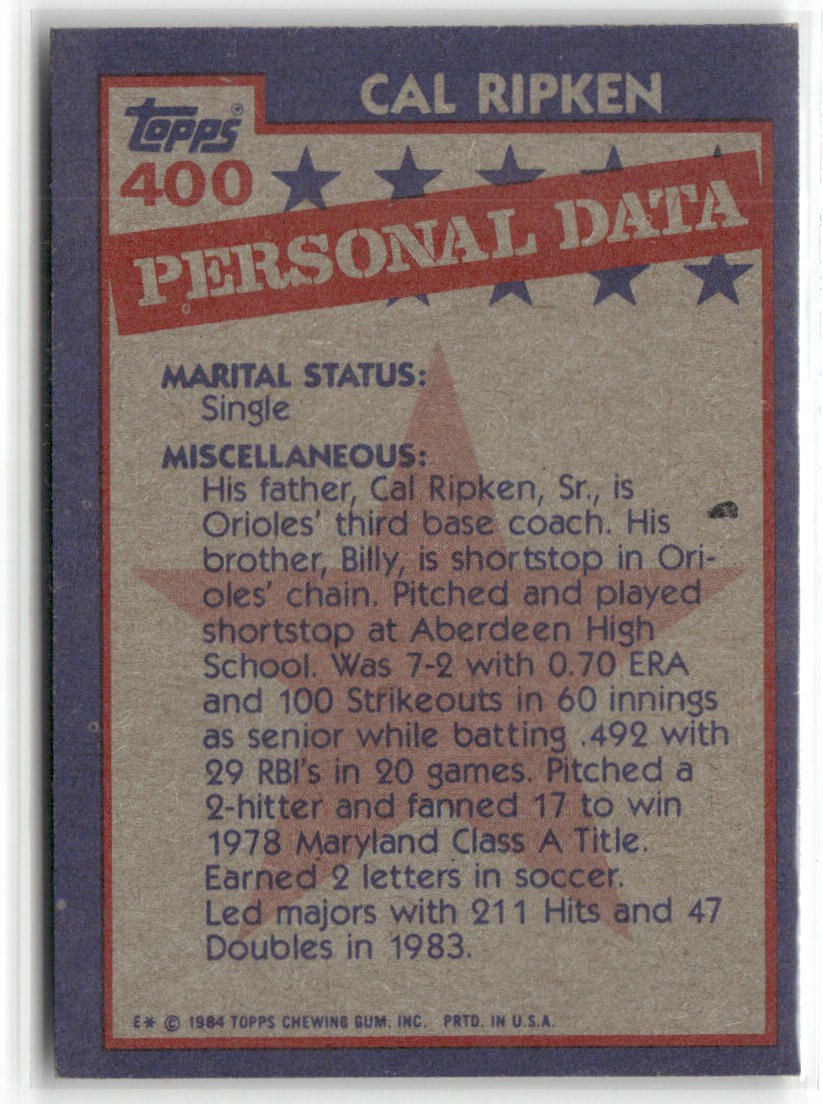 CAL RIPKEN
Topps®
400
PERSONAL DATA
MARITAL STATUS:
Single
MISCELLANEOUS:
His father, Cal Ripken, Sr., is
Orioles' third base coach. His
brother, Billy, is shortstop in Ori-
oles' chain. Pitched and played
shortstop at Aberdeen High
School. Was 7-2 with 0.70 ERA
and 100 Strikeouts in 60 innings
as senior while batting .492 with
29 RBI's in 20 games. Pitched a
2-hitter and fanned 17 to win
1978 Maryland Class A Title.
Earned 2 letters in soccer.
Led majors with 211 Hits and 47
Doubles in 1983.
E* © 1984 TOPPS CHEWING GUM, INC. PRTD. IN U.S.A.